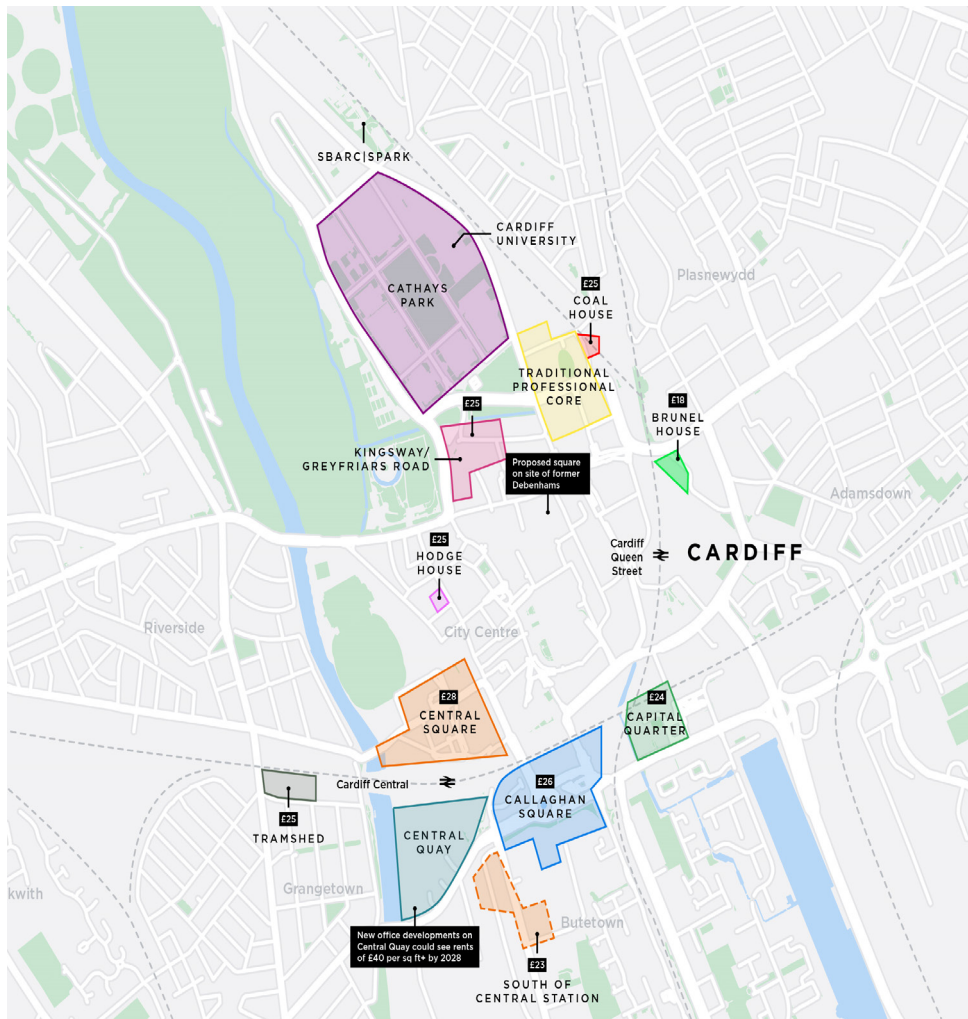 SBARC|SPARK
CARDIFF
UNIVERSITY
CATHAYS
PARK
Plasnewydd
£25
COAL
HOUSE
TRADITIONAL
PROFESSIONAL
CORE
£25
£18
BRUNEL
HOUSE
KINGSWAY/
GREYFRIARS ROAD
Proposed square
on site of former
Debenhams
Adamsdown
£25
HODGE
HOUSE
Cardiff
Queen
Street
CARDIFF
Riverside
City Centre
£28
CENTRAL
SQUARE
£24
CAPITAL
QUARTER
Cardiff Central
£26
CALLAGHAN
SQUARE
£25
TRAMSHED
CENTRAL
QUAY
kwith
Grangetown
Butetown
New office developments on
Central Quay could see rents
of £40 per sq ft+ by 2028
£23
SOUTH OF
CENTRAL STATION